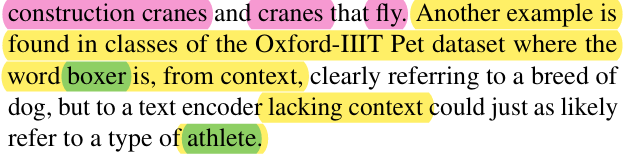 construction cranes and cranes that fly. Another example is
found in classes of the Oxford-IIIT Pet dataset where the
word boxer is, from context, clearly referring to a breed of
dog, but to a text encoder lacking context could just as likely
refer to a type of athlete.